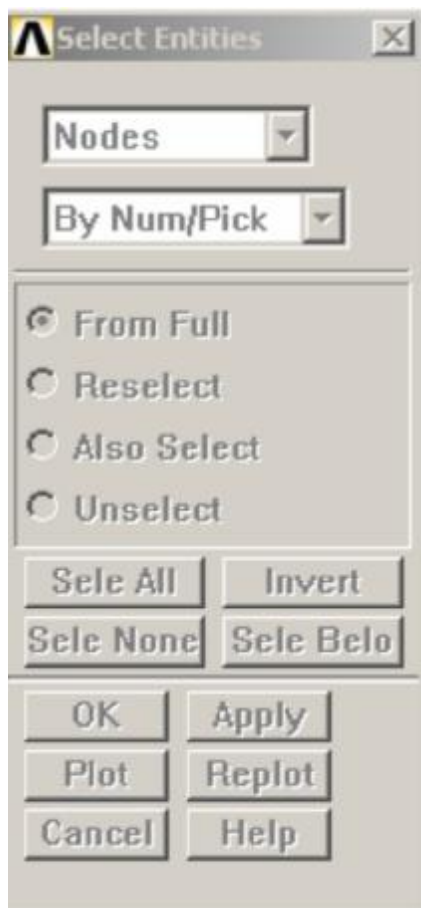 Select Entities
Nodes
By Num/Pick
From Full
Reselect
Also Select
Unselect
Sele All Invert
Sele None Sele Belo
OK Apply
Plot Replot
Cancel Help